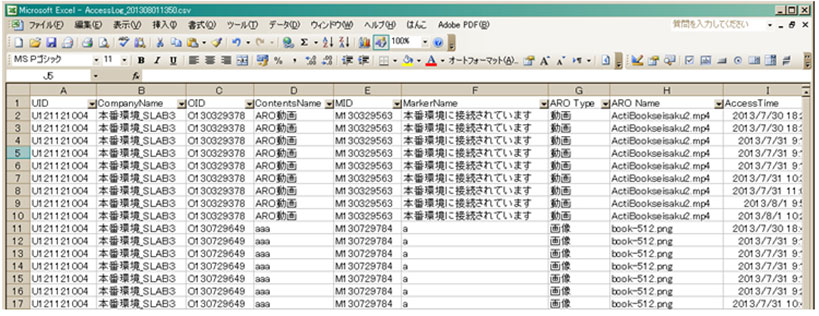 Microsoft Excel - AccessLog_201308011350.csv
ファイル(F) 編集(E) 表示(V) 挿入(I) 書式(O) ツール(T) データ(D) ウィンドウ(W) ヘルプ(H) はんこ Adobe PDF(B) 質問を入力してください
100%
MS Pゴシック 11 B I U オートフォーマット(A)...
J5 fx
A B C D E F G H I
1 UID CompanyName OID ContentsName MID MarkerName ARO Type ARO Name AccessTime
2 U121121004 本番環境_SLAB3 O130329378 ARO動画 M130329563 本番環境に接続されています 動画 ActiBookseisaku2.mp4 2013/7/30 18:
3 U121121004 本番環境_SLAB3 O130329378 ARO動画 M130329563 本番環境に接続されています 動画 ActiBookseisaku2.mp4 2013/7/30 18:
4 U121121004 本番環境_SLAB3 O130329378 ARO動画 M130329563 本番環境に接続されています 動画 ActiBookseisaku2.mp4 2013/7/31 9:
5 U121121004 本番環境_SLAB3 O130329378 ARO動画 M130329563 本番環境に接続されています 動画 ActiBookseisaku2.mp4 2013/7/31 9:
6 U121121004 本番環境_SLAB3 O130329378 ARO動画 M130329563 本番環境に接続されています 動画 ActiBookseisaku2.mp4 2013/7/31 9:
7 U121121004 本番環境_SLAB3 O130329378 ARO動画 M130329563 本番環境に接続されています 動画 ActiBookseisaku2.mp4 2013/7/31 10:
8 U121121004 本番環境_SLAB3 O130329378 ARO動画 M130329563 本番環境に接続されています 動画 ActiBookseisaku2.mp4 2013/7/31 11:
9 U121121004 本番環境_SLAB3 O130329378 ARO動画 M130329563 本番環境に接続されています 動画 ActiBookseisaku2.mp4 2013/8/1 9:
10 U121121004 本番環境_SLAB3 O130329378 ARO動画 M130329563 本番環境に接続されています 動画 ActiBookseisaku2.mp4 2013/8/1 10:
11 U121121004 本番環境_SLAB3 O130729649 aaa M130729784 a 画像 book-512.png 2013/7/30 18:
12 U121121004 本番環境_SLAB3 O130729649 aaa M130729784 a 画像 book-512.png 2013/7/31 9:
13 U121121004 本番環境_SLAB3 O130729649 aaa M130729784 a 画像 book-512.png 2013/7/31 9:
14 U121121004 本番環境_SLAB3 O130729649 aaa M130729784 a 画像 book-512.png 2013/7/31 9:
15 U121121004 本番環境_SLAB3 O130729649 aaa M130729784 a 画像 book-512.png 2013/7/31 9:
16 U121121004 本番環境_SLAB3 O130729649 aaa M130729784 a 画像 book-512.png 2013/7/31 9:
17 U121121004 本番環境_SLAB3 O130729649 aaa M130729784 a 画像 book-512.png 2013/7/31 10: